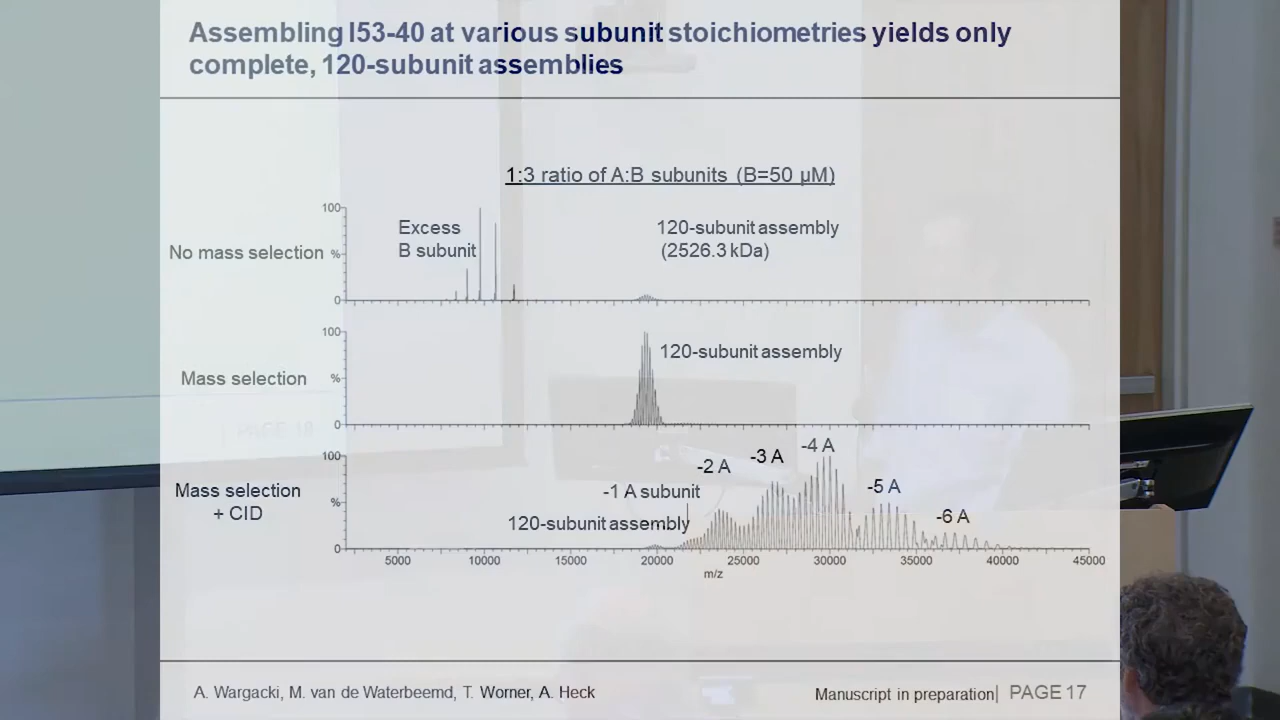 Assembling I53-40 at various subunit stoichiometries yields only
complete, 120-subunit assemblies
1:3 ratio of A:B subunits (B=50 µM)
100
Excess
B subunit
120-subunit assembly
(2526.3 kDa)
No mass selection
%
0
100
120-subunit assembly
Mass selection
%
0
100
-2 A
-3 A
-4 A
-5 A
-6 A
-1 A subunit
120-subunit assembly
Mass selection
+ CID
%
0
5000 10000 15000 20000 25000 30000 35000 40000 45000
m/z
A. Wargacki, M. van de Waterbeemd, T. Worner, A. Heck
Manuscript in preparation| PAGE 17